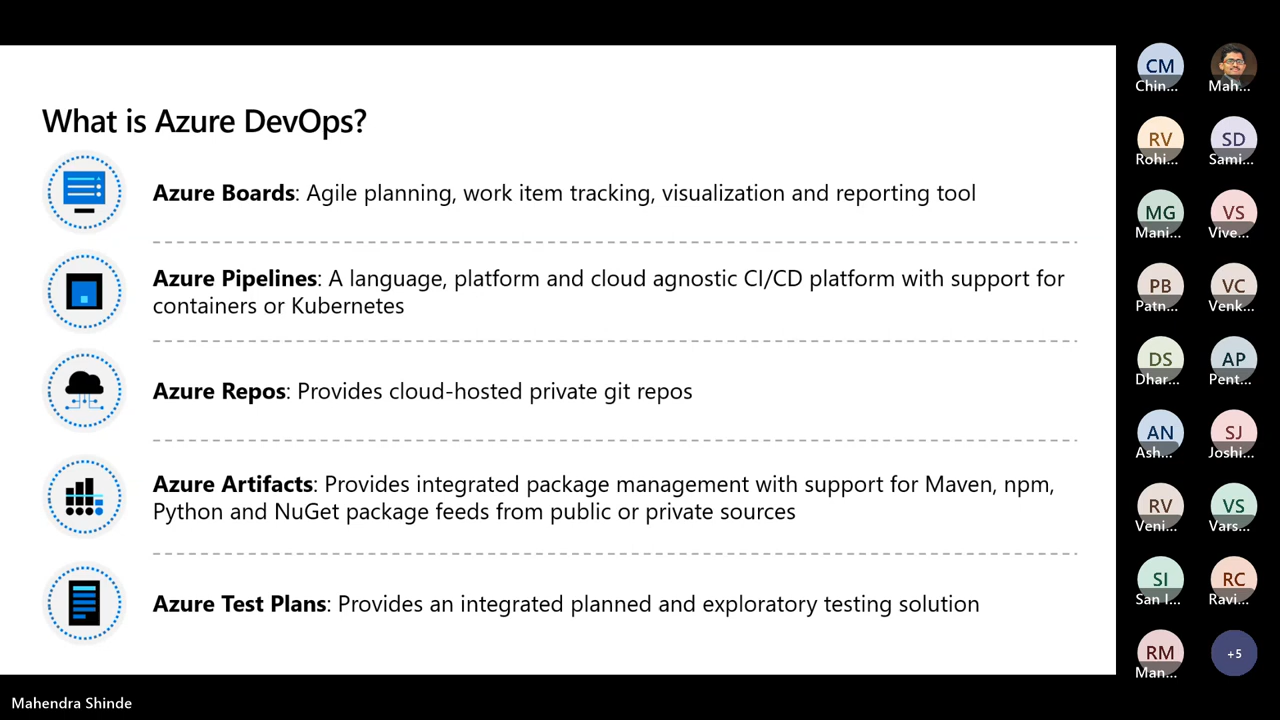 What is Azure DevOps?
Azure Boards: Agile planning, work item tracking, visualization and reporting tool
Azure Pipelines: A language, platform and cloud agnostic CI/CD platform with support for
containers or Kubernetes
Azure Repos: Provides cloud-hosted private git repos
Azure Artifacts: Provides integrated package management with support for Maven, npm,
Python and NuGet package feeds from public or private sources
Azure Test Plans: Provides an integrated planned and exploratory testing solution
CM
Chin...
Mah...
RV
Rohi...
SD
Sami...
MG
Mani...
VS
Vive...
PB
Patn...
VC
Venk...
DS
Dhar...
AP
Pent...
AN
Ash...
SJ
Joshi...
RV
Veni...
VS
Vars...
SI
San I...
RC
Ravi...
RM
Man...
+5
Mahendra Shinde